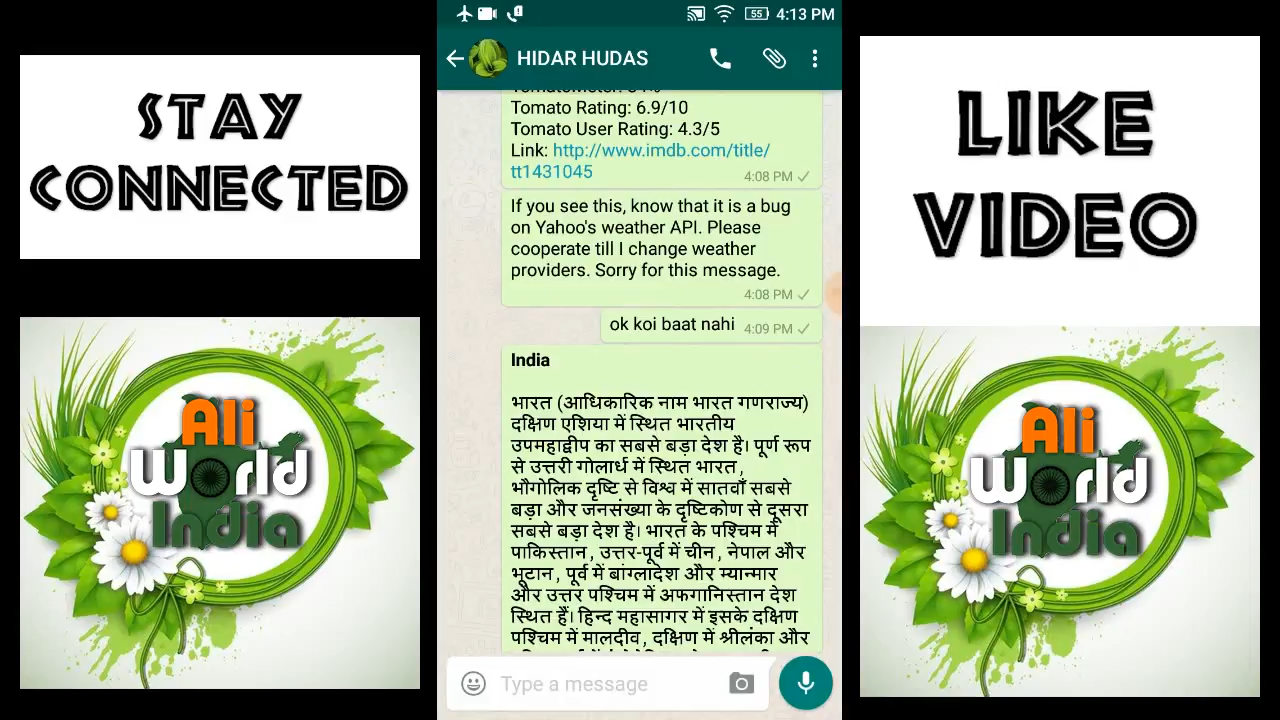 STAY
CONNECTED
Ali
World
India
55 4:13 PM
HIDAR HUDAS
Tomato Rating: 6.9/10
Tomato User Rating: 4.3/5
Link: http://www.imdb.com/title/
tt1431045
4:08 PM
If you see this, know that it is a bug
on Yahoo's weather API. Please
cooperate till I change weather
providers. Sorry for this message.
4:08 PM
ok koi baat nahi 4:09 PM
India
भारत (आधिकारिक नाम भारत गणराज्य)
दक्षिण एशिया में स्थित भारतीय
उपमहाद्वीप का सबसे बड़ा देश है। पूर्ण रूप
से उत्तरी गोलार्ध में स्थित भारत,
भौगोलिक दृष्टि से विश्व में सातवाँ सबसे
बड़ा और जनसंख्या के दृष्टिकोण से दूसरा
सबसे बड़ा देश है। भारत के पश्चिम में
पाकिस्तान, उत्तर-पूर्व में चीन, नेपाल और
भूटान, पूर्व में बांग्लादेश और म्यान्मार
और उत्तर पश्चिम में अफगानिस्तान देश
स्थित हैं। हिन्द महासागर में इसके दक्षिण
पश्चिम में मालदीव, दक्षिण में श्रीलंका और
Type a message
LIKE
VIDEO
Ali
World
India